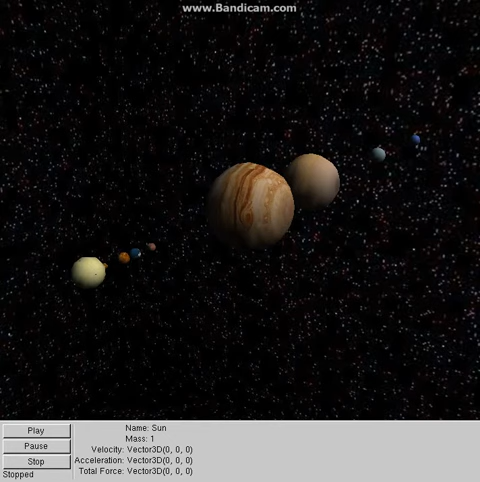 www.Bandicam.com
Play
Pause
Stop
Stopped
Name: Sun
Mass: 1
Velocity: Vector3D(0, 0, 0)
Acceleration: Vector3D(0, 0, 0)
Total Force: Vector3D(0, 0, 0)